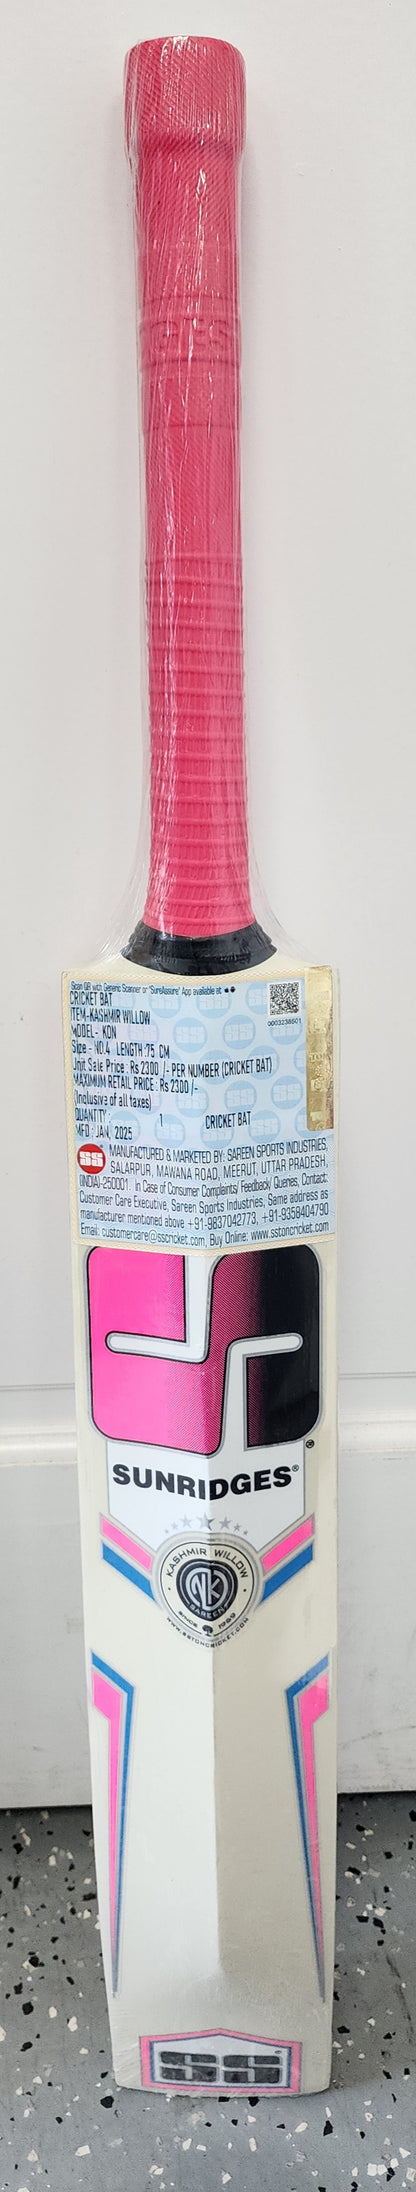 SS
Scan QR with Generic Scanner or 'SureAssure' App available at
CRICKET BAT
ITEM-KASHMIR WILLOW
MODEL- KDN
0003236501
Size - NO.4 LENGTH:75 CM
Unit Sale Price : Rs 2300 /- PER NUMBER (CRICKET BAT)
MAXIMUM RETAIL PRICE : Rs 2300 /-
(Inclusive of all taxes)
QUANTITY : 1 CRICKET BAT
MFD : JAN, 2025
SS MANUFACTURED & MARKETED BY: SAREEN SPORTS INDUSTRIES,
SALARPUR, MAWANA ROAD, MEERUT, UTTAR PRADESH,
(INDIA)-250001. In Case of Consumer Complaints/ Feedback/ Queries, Contact:
Customer Care Executive, Sareen Sports Industries, Same address as
manufacturer mentioned above +91-9837042773, +91-9358404790
Email: customercare@sscricket.com, Buy Online: www.sstoncricket.com
S
SUNRIDGES®
KASHMIR WILLOW
NK
SAREEN
SINCE 1969
WWW.SSTONCRICKET.COM
SS